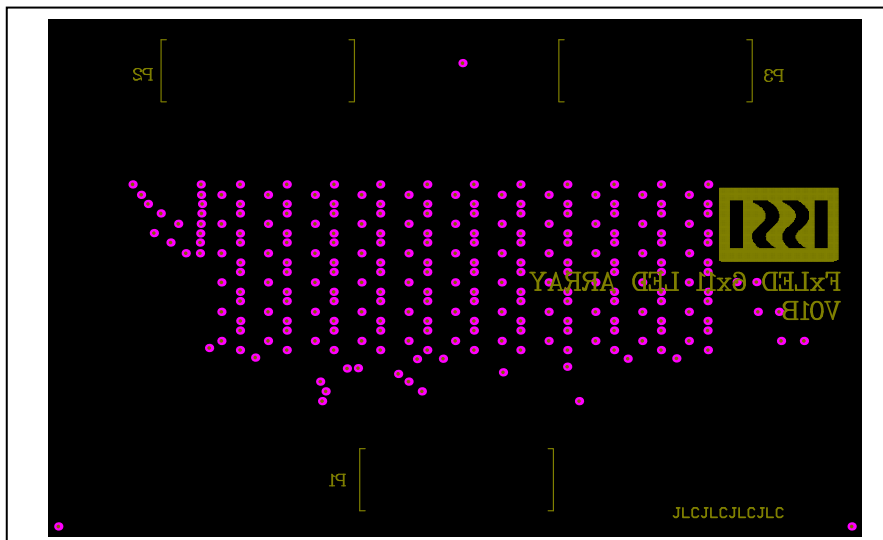 P2
P3
ISSI
FxLED 6x11 LED ARRAY
V01B
P1
JLCJLCJLCJLC